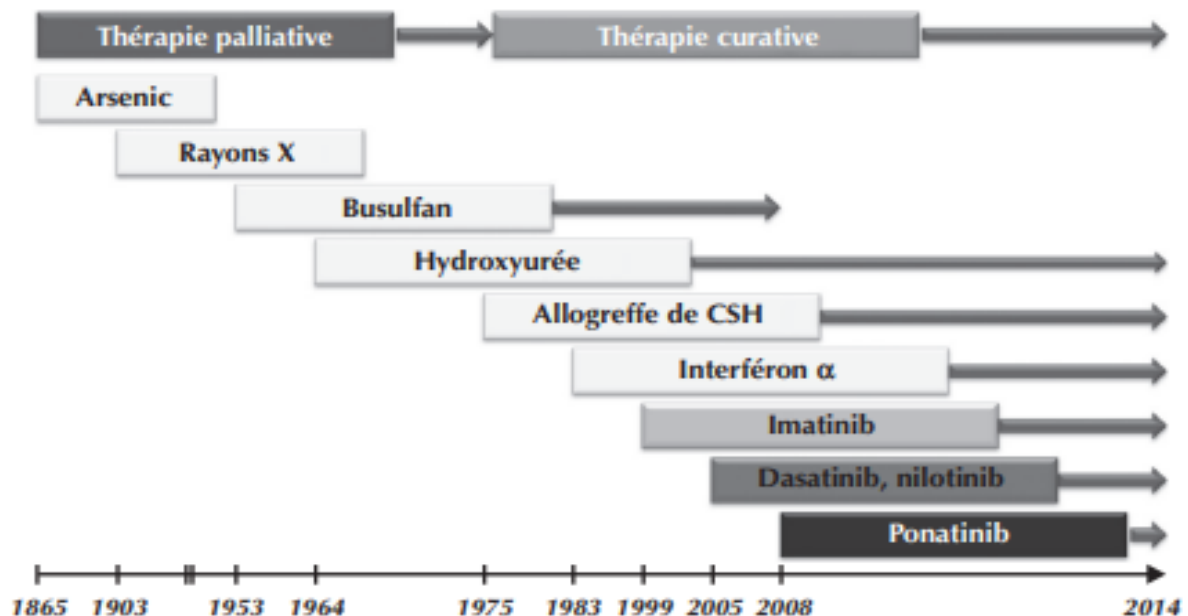 Thérapie palliative Thérapie curative
Arsenic
Rayons X
Busulfan
Hydroxyurée
Allogreffe de CSH
Interféron α
Imatinib
Dasatinib, nilotinib
Ponatinib
1865 1903 1953 1964 1975 1983 1999 2005 2008 2014